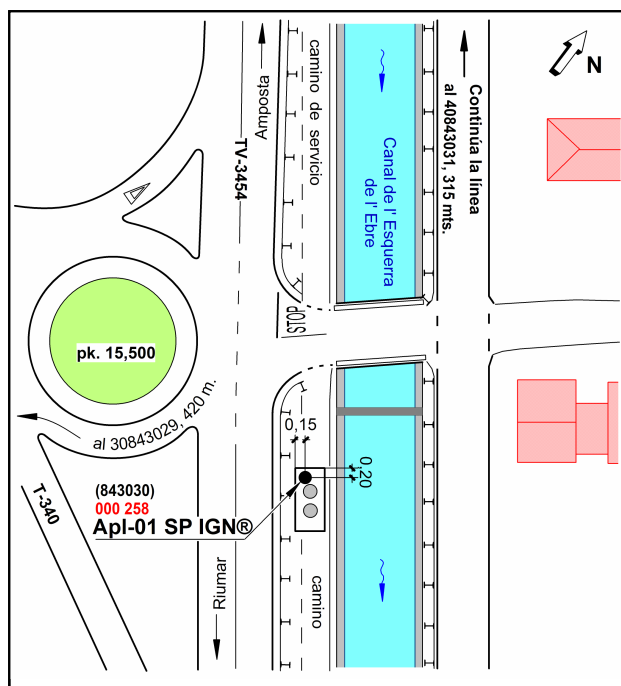 Amposta
camino de servicio
TV-3454
Canal de l' Esquerra
de l' Ebre
Continúa la línea
al 40843031, 315 mts.
N
STOP
pk. 15,500
al 30843029, 420 m.
0,15
0,20
T-340
(843030)
000 258
Apl-01 SP IGN®
Riumar
camino